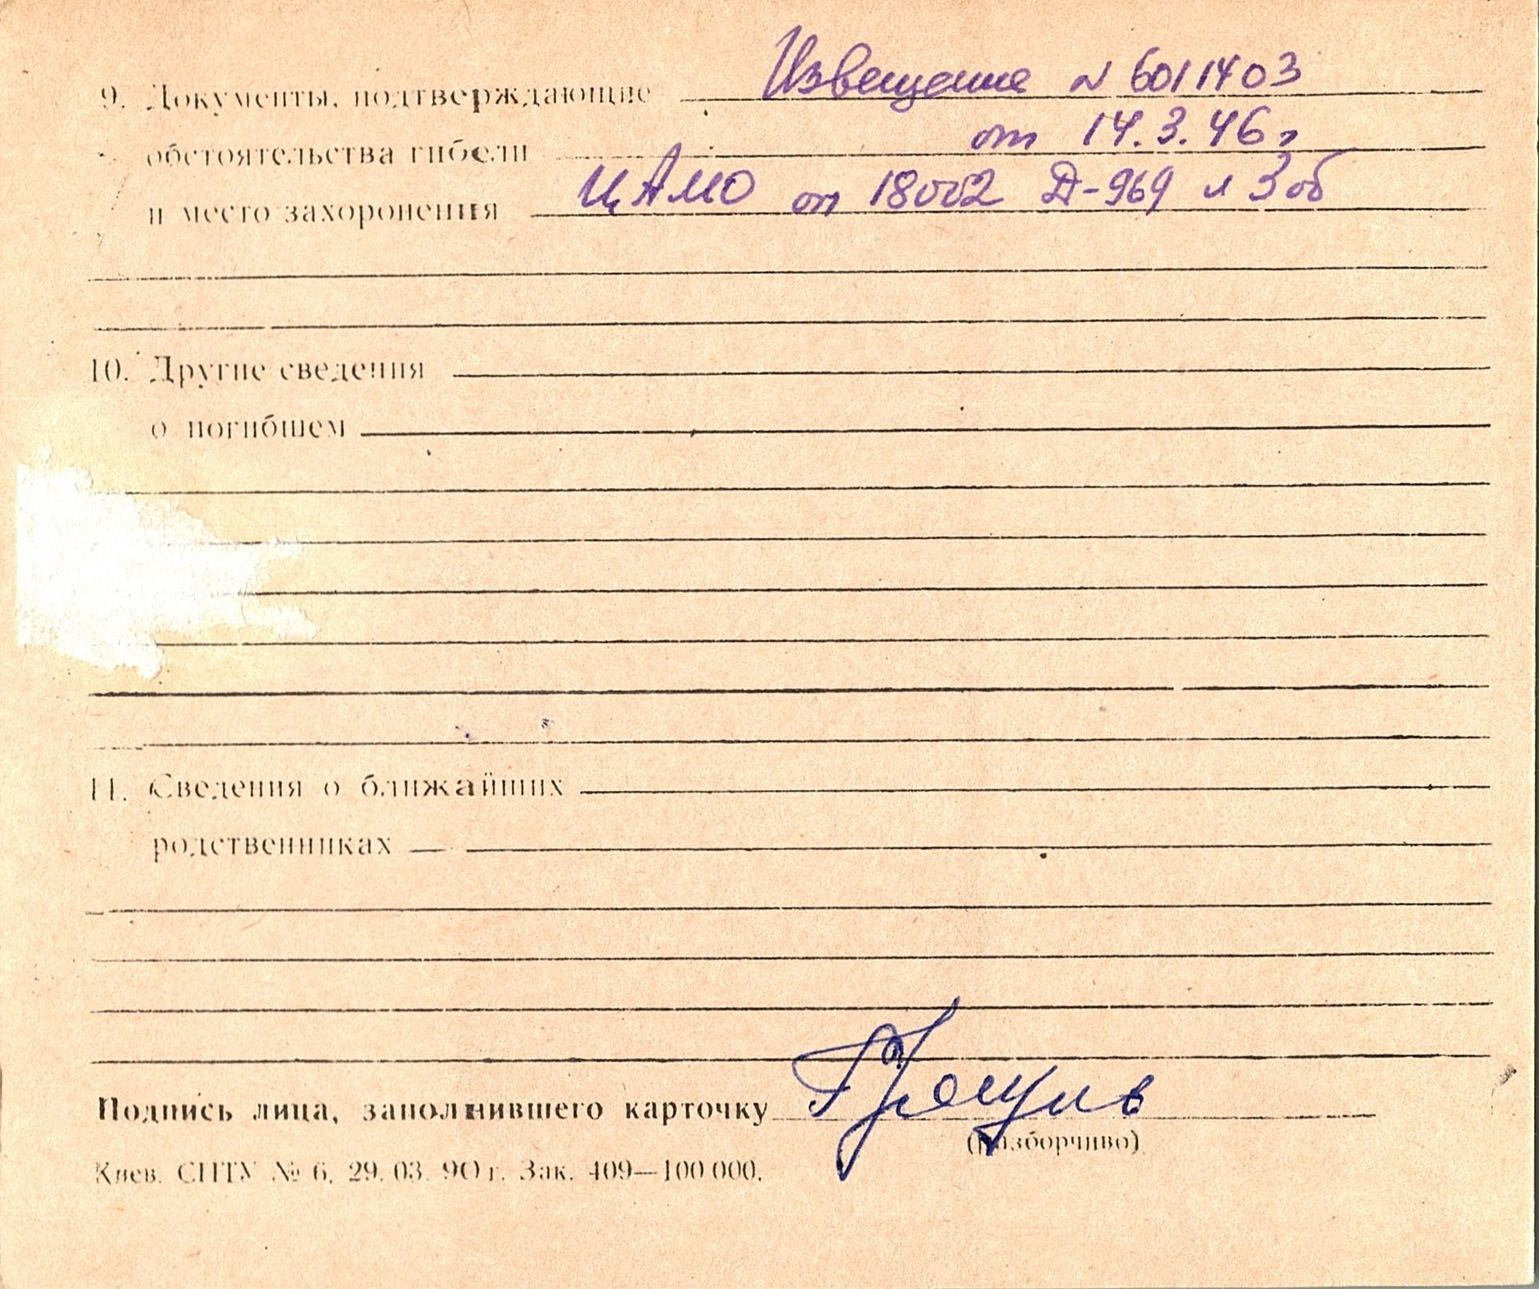 9. Документы, подтверждающие Извещение N 6011403
обстоятельства гибели от 14.3.46г
и место захоронения ЦАМО оп 18002 Д-969 л 3об
10. Другие сведения
о погибшем
11. Сведения о ближайших
родственниках
Подпись лица, заполнившего карточку
(разборчиво)
Киев. СПТУ № 6. 29.03.90 г. Зак. 409—100 000.